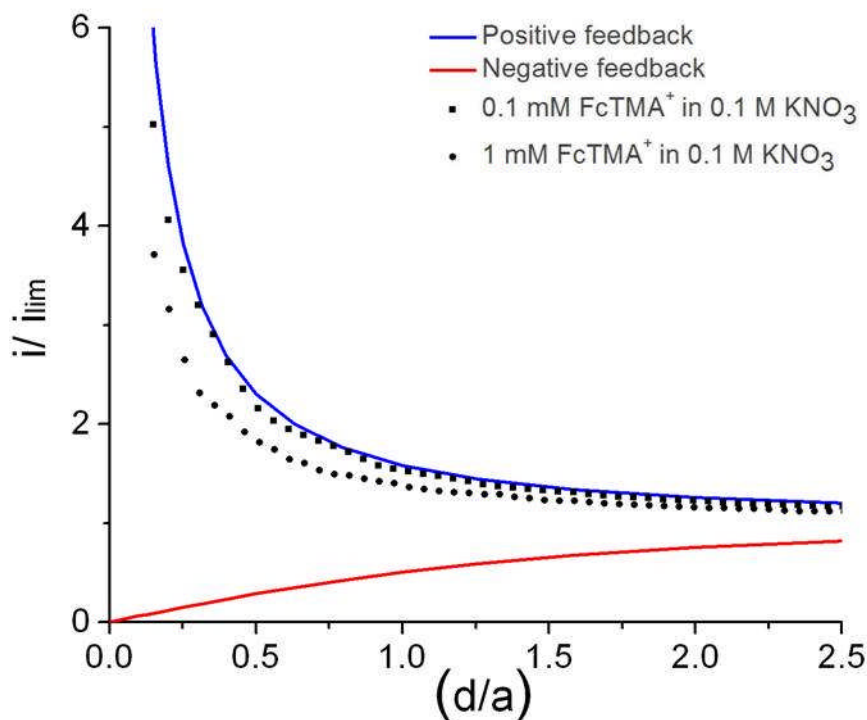 6
4
2
0
i/ i_lim
Positive feedback
Negative feedback
0.1 mM FcTMA⁺ in 0.1 M KNO₃
1 mM FcTMA⁺ in 0.1 M KNO₃
0.0 0.5 1.0 1.5 2.0 2.5
(d/a)